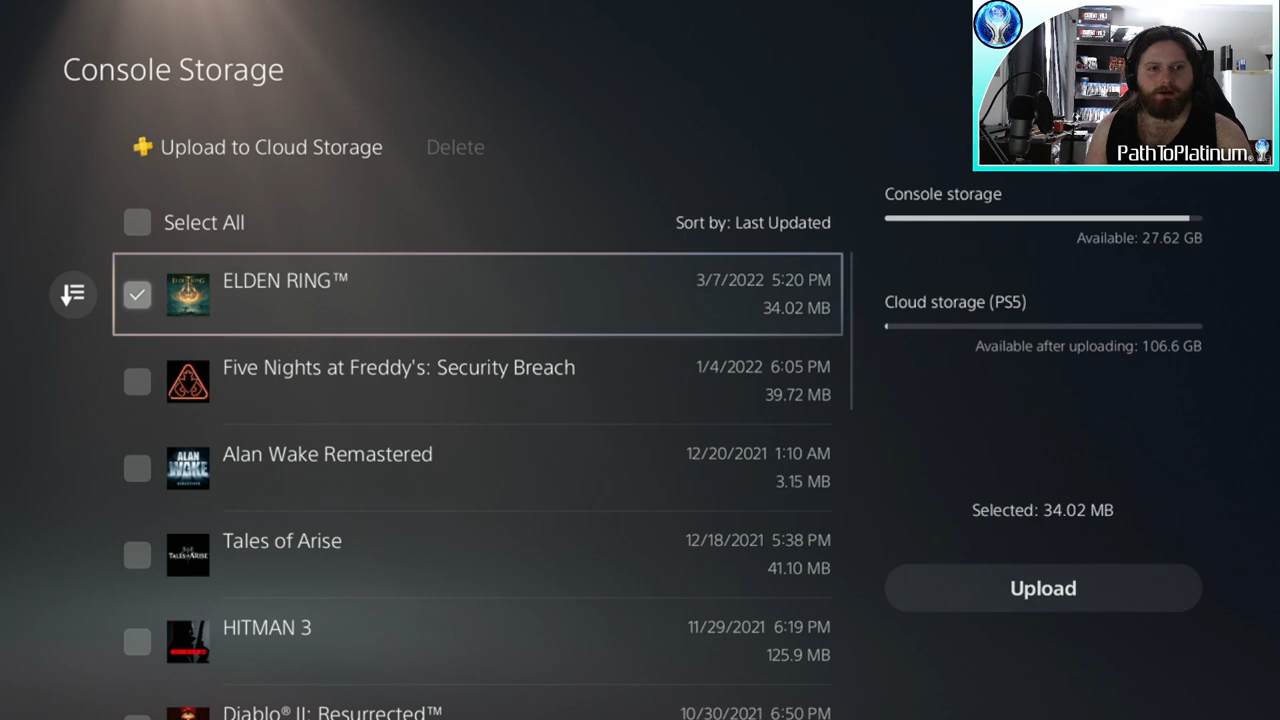 Console Storage
Upload to Cloud Storage
Delete
Select All
Sort by: Last Updated
ELDEN RING™
3/7/2022 5:20 PM
34.02 MB
Five Nights at Freddy's: Security Breach
1/4/2022 6:05 PM
39.72 MB
ALAN WAKE
Alan Wake Remastered
12/20/2021 1:10 AM
3.15 MB
TALES of ARISE
Tales of Arise
12/18/2021 5:38 PM
41.10 MB
HITMAN 3
11/29/2021 6:19 PM
125.9 MB
Diablo® II: Resurrected™
10/30/2021 6:50 PM
PathToPlatinum
Console storage
Available: 27.62 GB
Cloud storage (PS5)
Available after uploading: 106.6 GB
Selected: 34.02 MB
Upload